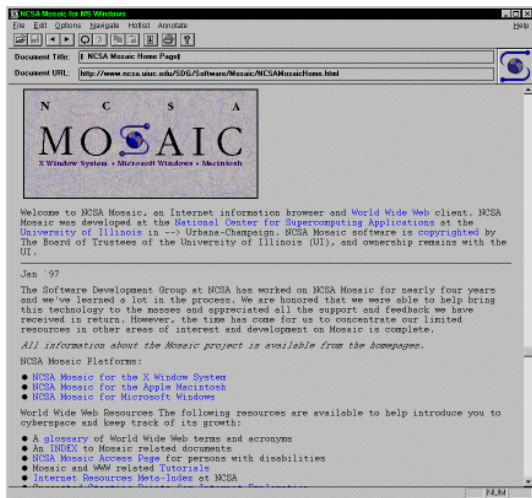 NCSA Mosaic for MS Windows
File Edit Options Navigate Hotlist Annotate Help
Document Title: NCSA Mosaic Home Page
Document URL: http://www.ncsa.uiuc.edu/SDG/Software/Mosaic/NCSAMosaicHome.html
N C S A
MOSAIC
X Window System • Microsoft Windows • Macintosh
Welcome to NCSA Mosaic, an Internet information browser and World Wide Web client. NCSA
Mosaic was developed at the National Center for Supercomputing Applications at the
University of Illinois in --> Urbana-Champaign. NCSA Mosaic software is copyrighted by
The Board of Trustees of the University of Illinois (UI), and ownership remains with the
UI.
Jan `97
The Software Development Group at NCSA has worked on NCSA Mosaic for nearly four years
and we've learned a lot in the process. We are honored that we were able to help bring
this technology to the masses and appreciated all the support and feedback we have
received in return. However, the time has come for us to concentrate our limited
resources in other areas of interest and development on Mosaic is complete.
All information about the Mosaic project is available from the homepages.
NCSA Mosaic Platforms:
● NCSA Mosaic for the X Window System
● NCSA Mosaic for the Apple Macintosh
● NCSA Mosaic for Microsoft Windows
World Wide Web Resources The following resources are available to help introduce you to
cyberspace and keep track of its growth:
● A glossary of World Wide Web terms and acronyms
● An INDEX to Mosaic related documents
● NCSA Mosaic Access Page for persons with disabilities
● Mosaic and WWW related Tutorials
● Internet Resources Meta-Index at NCSA
● Suggested Starting Points for Internet Exploration
NUM